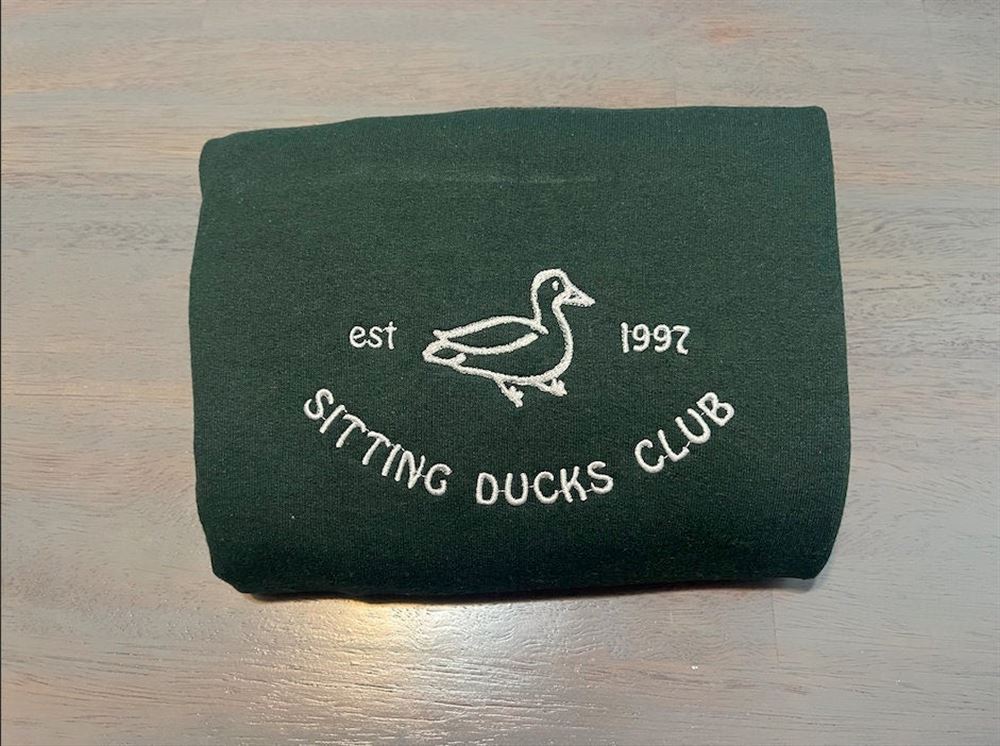 est 1997
SITTING DUCKS CLUB